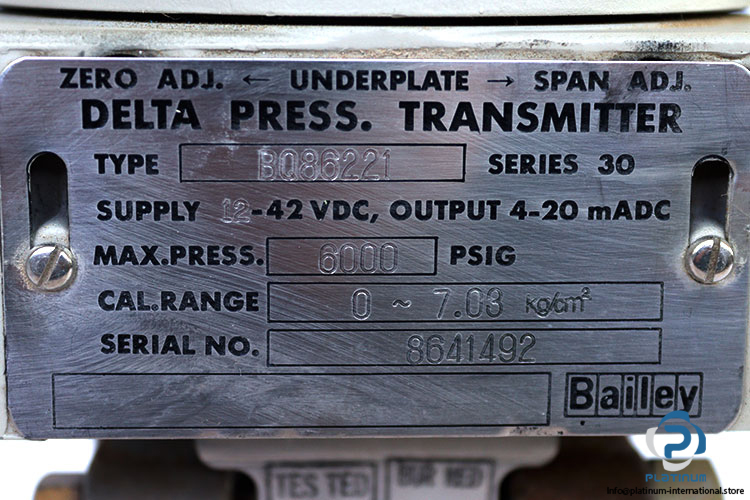 ZERO ADJ. ← UNDERPLATE → SPAN ADJ.
DELTA PRESS. TRANSMITTER
TYPE BQ86221 SERIES 30
SUPPLY 12-42 VDC, OUTPUT 4-20 mADC
MAX.PRESS. 6000 PSIG
CAL.RANGE 0 ~ 7.03 kg/cm²
SERIAL NO. 8641492
Bailey
TESTED
PLATINUM
info@platinum-international.store